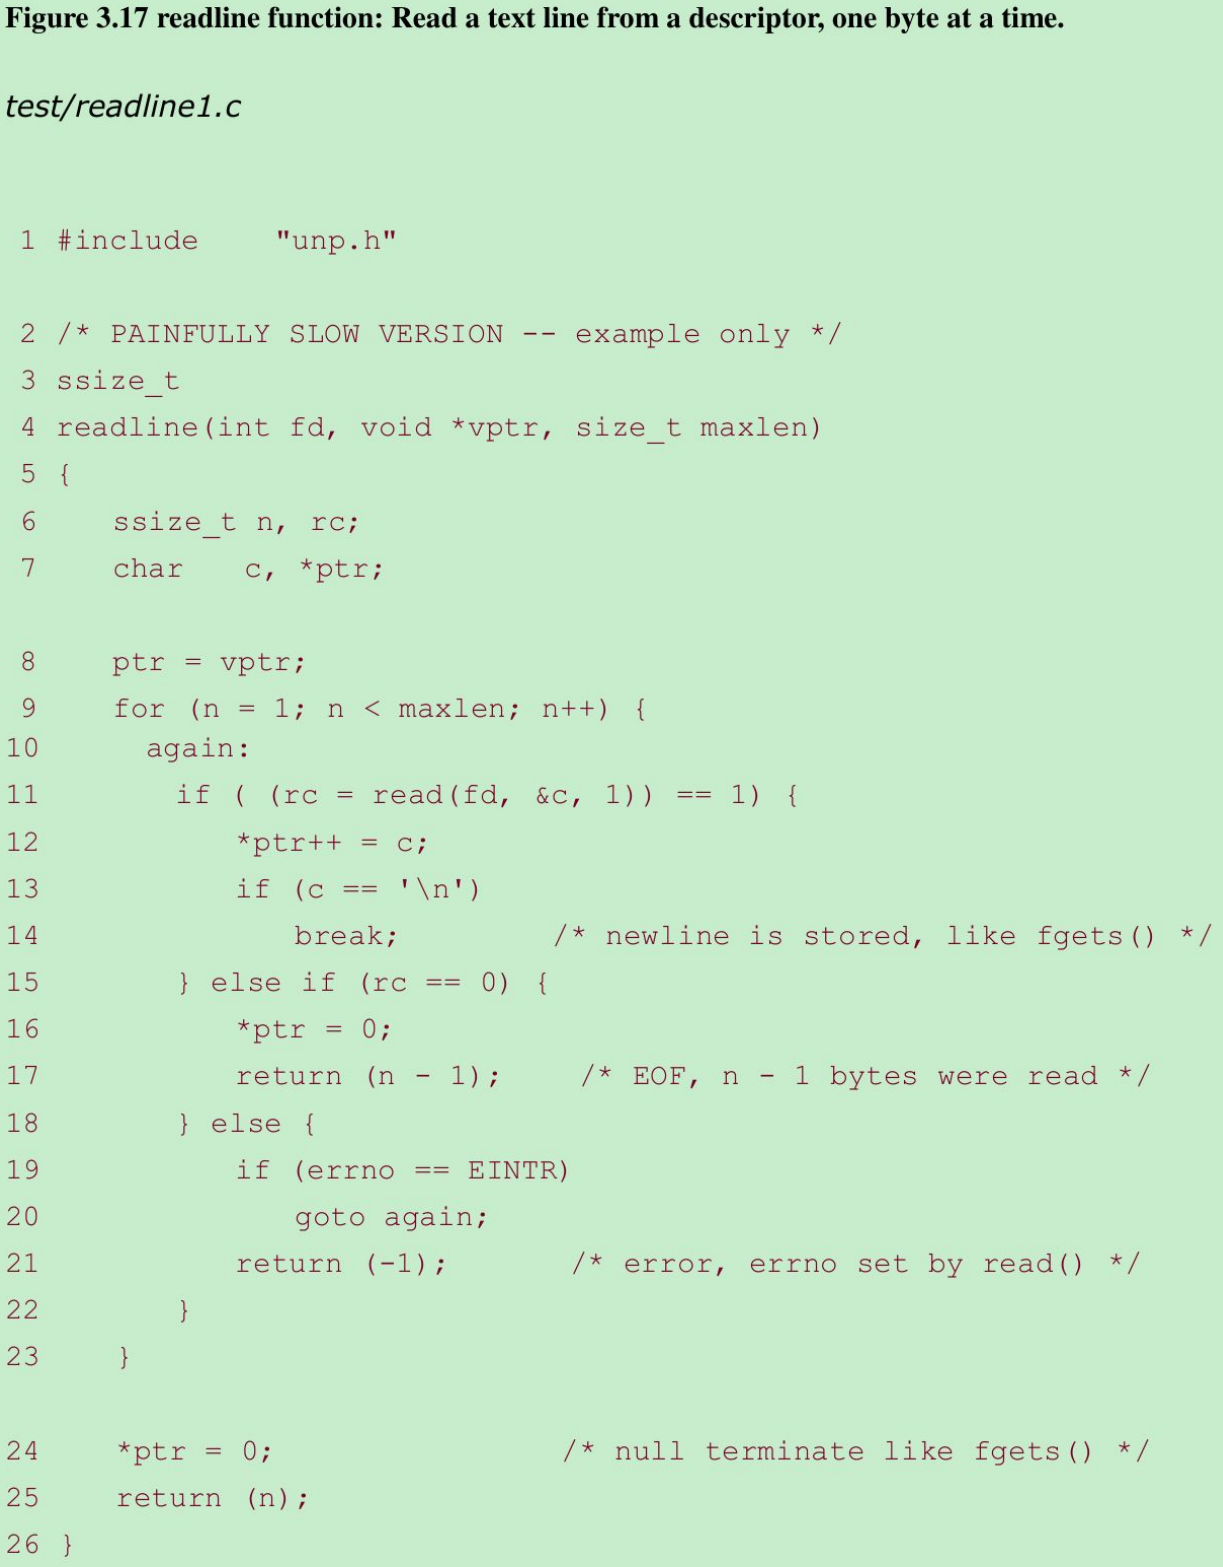 Figure 3.17 readline function: Read a text line from a descriptor, one byte at a time.
test/readline1.c
1 #include    "unp.h"
2 /* PAINFULLY SLOW VERSION -- example only */
3 ssize_t
4 readline(int fd, void *vptr, size_t maxlen)
5 {
6     ssize_t n, rc;
7     char   c, *ptr;
8     ptr = vptr;
9     for (n = 1; n < maxlen; n++) {
10      again:
11        if ( (rc = read(fd, &c, 1)) == 1) {
12            *ptr++ = c;
13            if (c == '\n')
14               break;         /* newline is stored, like fgets() */
15        } else if (rc == 0) {
16            *ptr = 0;
17            return (n - 1);    /* EOF, n - 1 bytes were read */
18        } else {
19            if (errno == EINTR)
20               goto again;
21            return (-1);       /* error, errno set by read() */
22        }
23    }
24    *ptr = 0;                /* null terminate like fgets() */
25    return (n);
26 }